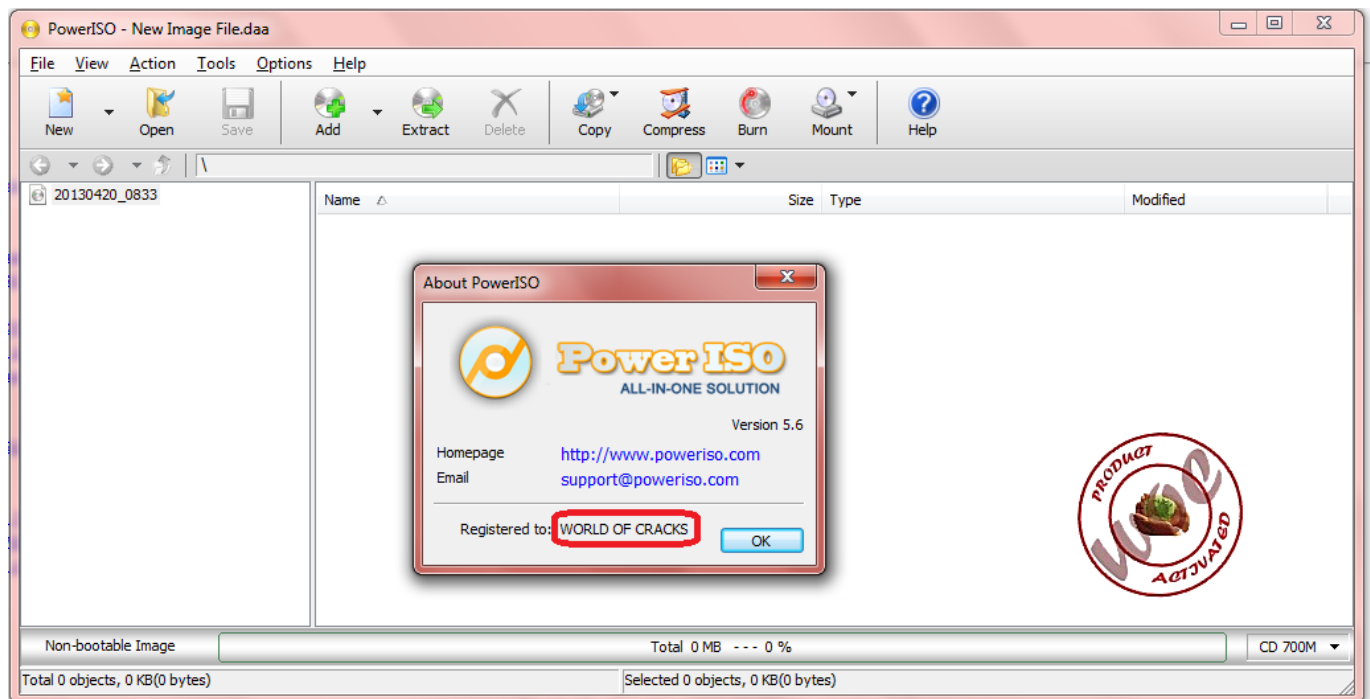 PowerISO - New Image File.daa
File View Action Tools Options Help
New Open Save Add Extract Delete Copy Compress Burn Mount Help
\
20130420_0833
Name Size Type Modified
About PowerISO
Power ISO
ALL-IN-ONE SOLUTION
Version 5.6
Homepage http://www.poweriso.com
Email support@poweriso.com
Registered to: WORLD OF CRACKS
OK
PRODUCT
woc
ACTIVATED
Non-bootable Image Total 0 MB --- 0 % CD 700M
Total 0 objects, 0 KB(0 bytes) Selected 0 objects, 0 KB(0 bytes)